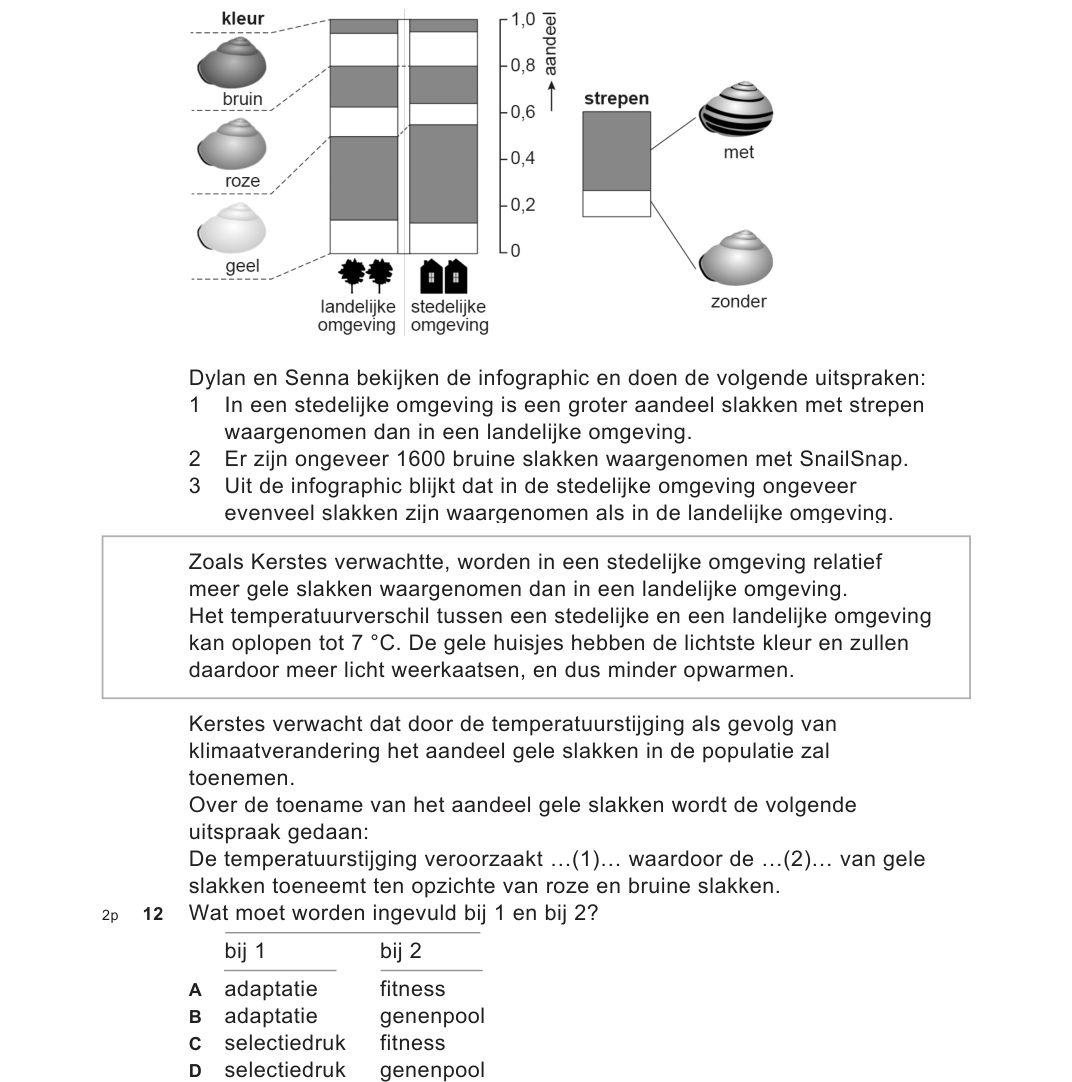 kleur
bruin
roze
geel
1,0
0,8
0,6
0,4
0,2
0
aandeel
landelijke omgeving
stedelijke omgeving
strepen
met
zonder
Dylan en Senna bekijken de infographic en doen de volgende uitspraken:
1 In een stedelijke omgeving is een groter aandeel slakken met strepen
waargenomen dan in een landelijke omgeving.
2 Er zijn ongeveer 1600 bruine slakken waargenomen met SnailSnap.
3 Uit de infographic blijkt dat in de stedelijke omgeving ongeveer
evenveel slakken zijn waargenomen als in de landelijke omgeving.
Zoals Kerstes verwachtte, worden in een stedelijke omgeving relatief
meer gele slakken waargenomen dan in een landelijke omgeving.
Het temperatuurverschil tussen een stedelijke en een landelijke omgeving
kan oplopen tot 7 °C. De gele huisjes hebben de lichtste kleur en zullen
daardoor meer licht weerkaatsen, en dus minder opwarmen.
Kerstes verwacht dat door de temperatuurstijging als gevolg van
klimaatverandering het aandeel gele slakken in de populatie zal
toenemen.
Over de toename van het aandeel gele slakken wordt de volgende
uitspraak gedaan:
De temperatuurstijging veroorzaakt …(1)… waardoor de …(2)… van gele
slakken toeneemt ten opzichte van roze en bruine slakken.
2p 12 Wat moet worden ingevuld bij 1 en bij 2?
bij 1 bij 2
A adaptatie fitness
B adaptatie genenpool
C selectiedruk fitness
D selectiedruk genenpool